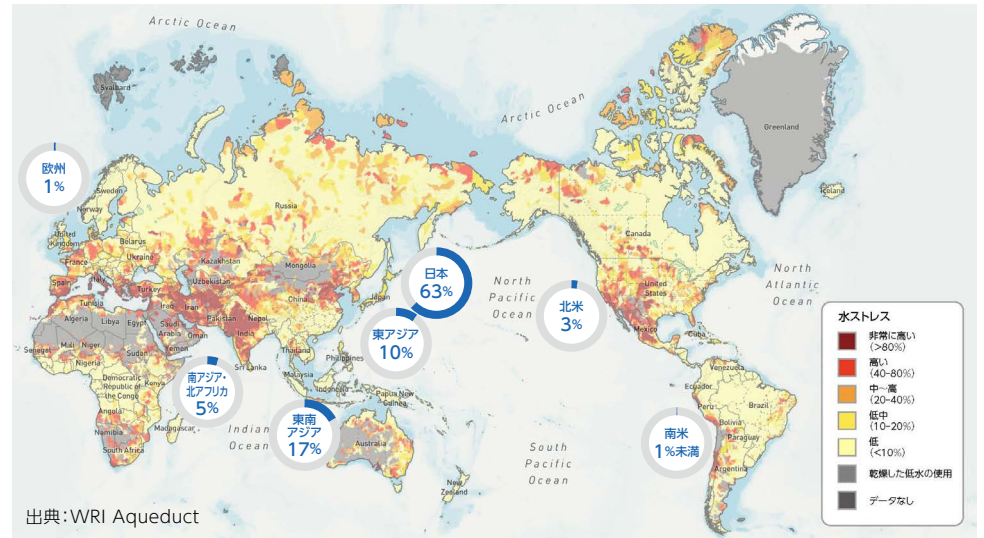 Arctic Ocean
Svalbard
Arctic Ocean
Greenland
Iceland
欧州
1%
Sweden
Norway
Russia
United
Kingdom
Belarus
Ukraine
France
Kazakhstan
Mongolia
Canada
Spain
Italy
Turkey
Uzbekistan
China
Japan
日本
63%
North
Pacific
Ocean
北米
3%
United
States
North
Atlantic
Ocean
Tunisia
Iraq
Iran
Algeria
Libya
Egypt
Saudi
Arabia
Pakistan
Nepal
Oman
India
東アジア
10%
Mexico
Cuba
Mali
Niger
Sudan
Yemen
Senegal
Nigeria
Thailand
Philippines
Sri Lanka
Malaysia
南アジア・
北アフリカ
5%
Democratic
Republic of
the Congo
Kenya
Indonesia
Papua New
Guinea
Venezuela
Ecuador
Peru
Brazil
Angola
Namibia
Madagascar
South Africa
Indian
Ocean
東南
アジア
17%
Australia
South
Pacific
Ocean
New
Zealand
南米
1%未満
Bolivia
Paraguay
Argentina
水ストレス
非常に高い
(>80%)
高い
(40-80%)
中〜高
(20-40%)
低中
(10-20%)
低
(<10%)
乾燥した低水の使用
データなし
出典：WRI Aqueduct